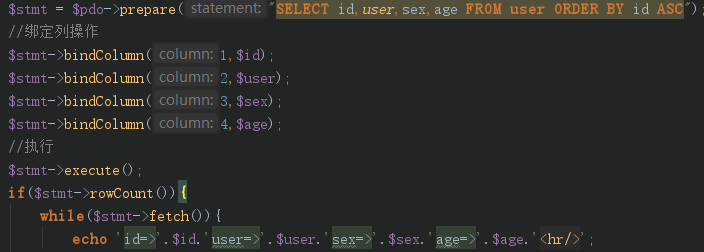 $stmt = $pdo->prepare( statement: "SELECT id,user,sex,age FROM user ORDER BY id ASC");
//绑定列操作
$stmt->bindColumn( column: 1,$id);
$stmt->bindColumn( column: 2,$user);
$stmt->bindColumn( column: 3,$sex);
$stmt->bindColumn( column: 4,$age);
//执行
$stmt->execute();
if($stmt->rowCount()){
while($stmt->fetch()){
echo 'id=>'.$id.'user=>'.$user.'sex=>'.$sex.'age=>'.$age.'<hr/>';